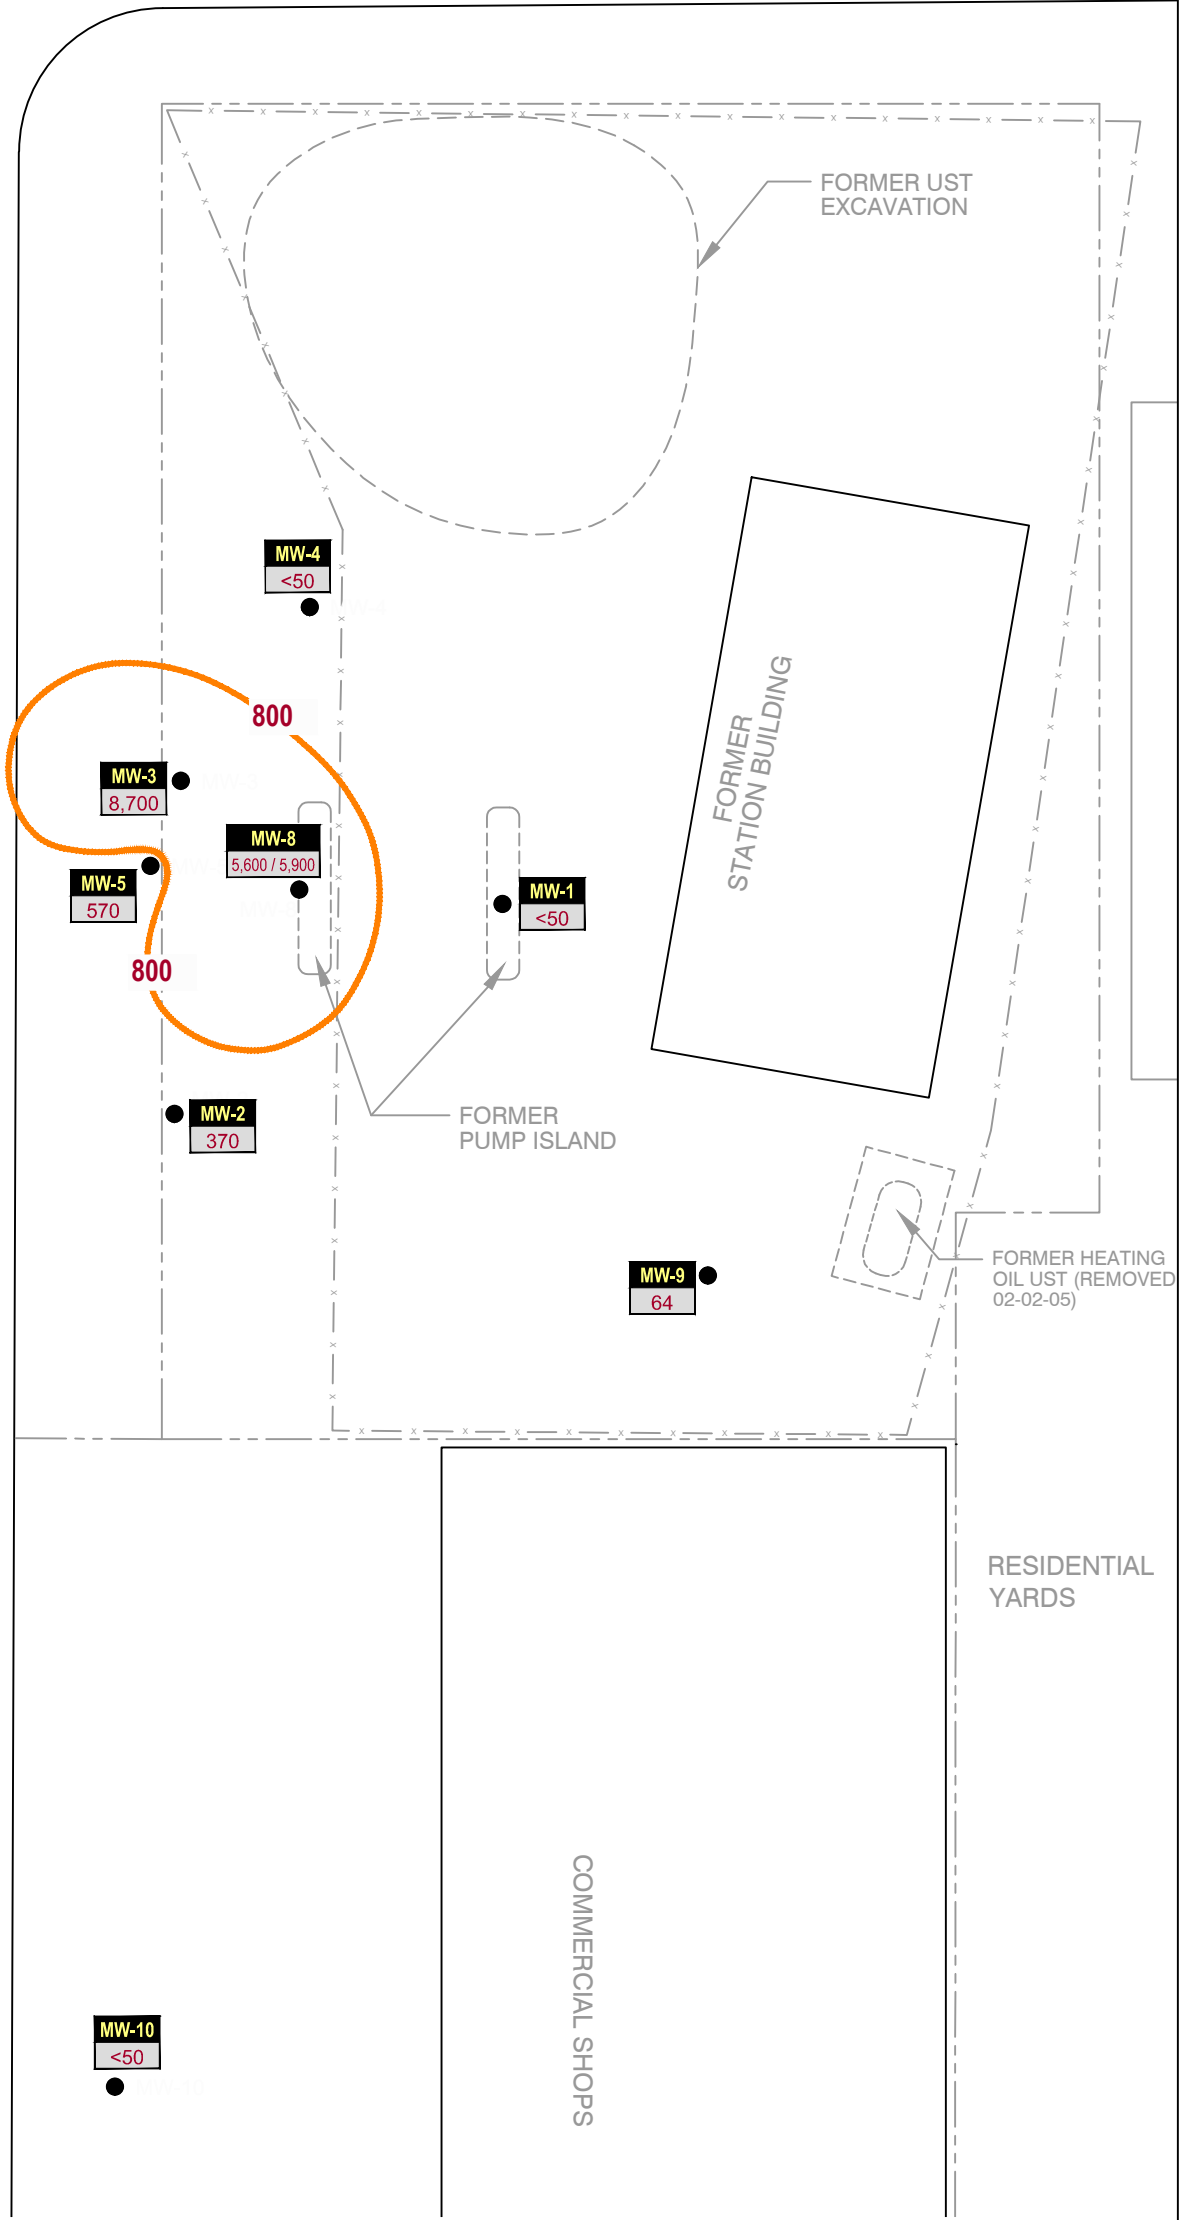 FORMER UST
EXCAVATION
MW-4
<50
800
FORMER
STATION BUILDING
MW-3
8,700
MW-8
5,600 / 5,900
MW-5
570
MW-1
<50
800
MW-2
370
FORMER
PUMP ISLAND
MW-9
64
FORMER HEATING
OIL UST (REMOVED
02-02-05)
RESIDENTIAL
YARDS
COMMERCIAL SHOPS
MW-10
<50